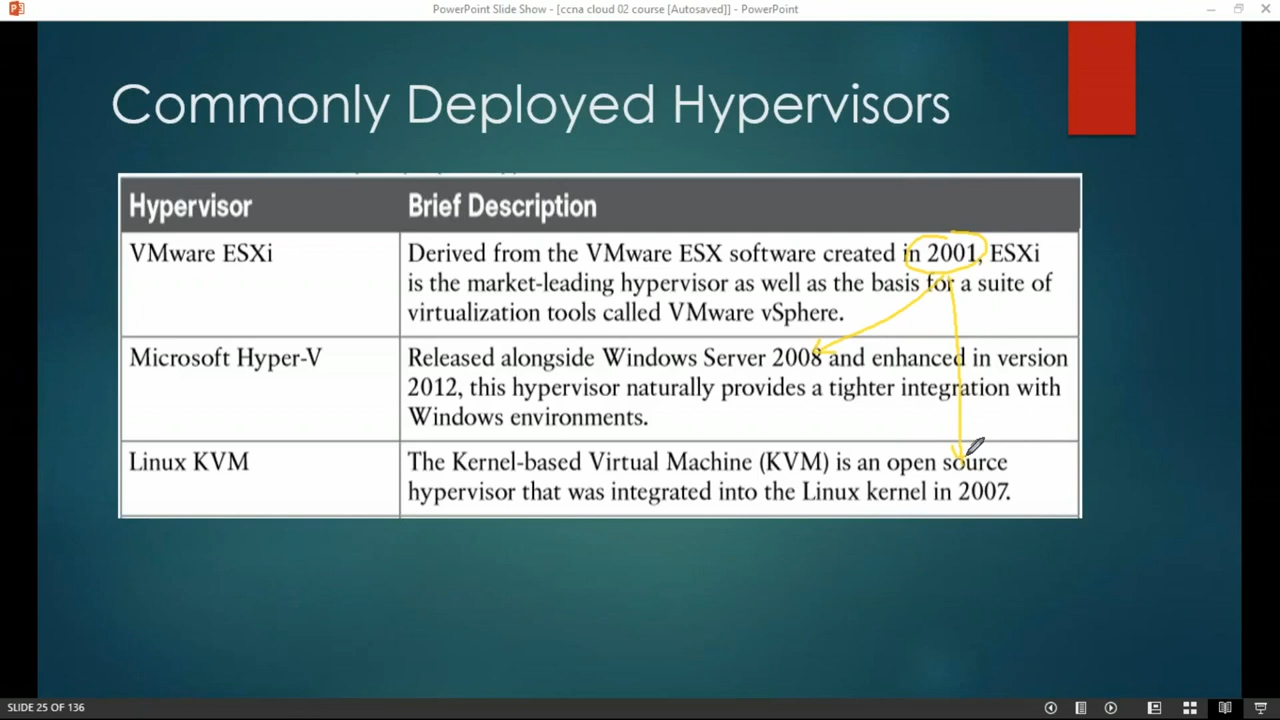 PowerPoint Slide Show - [ccna cloud 02 course [Autosaved]] - PowerPoint
Commonly Deployed Hypervisors
Hypervisor Brief Description
VMware ESXi Derived from the VMware ESX software created in 2001, ESXi
is the market-leading hypervisor as well as the basis for a suite of
virtualization tools called VMware vSphere.
Microsoft Hyper-V Released alongside Windows Server 2008 and enhanced in version
2012, this hypervisor naturally provides a tighter integration with
Windows environments.
Linux KVM The Kernel-based Virtual Machine (KVM) is an open source
hypervisor that was integrated into the Linux kernel in 2007.
SLIDE 25 OF 136